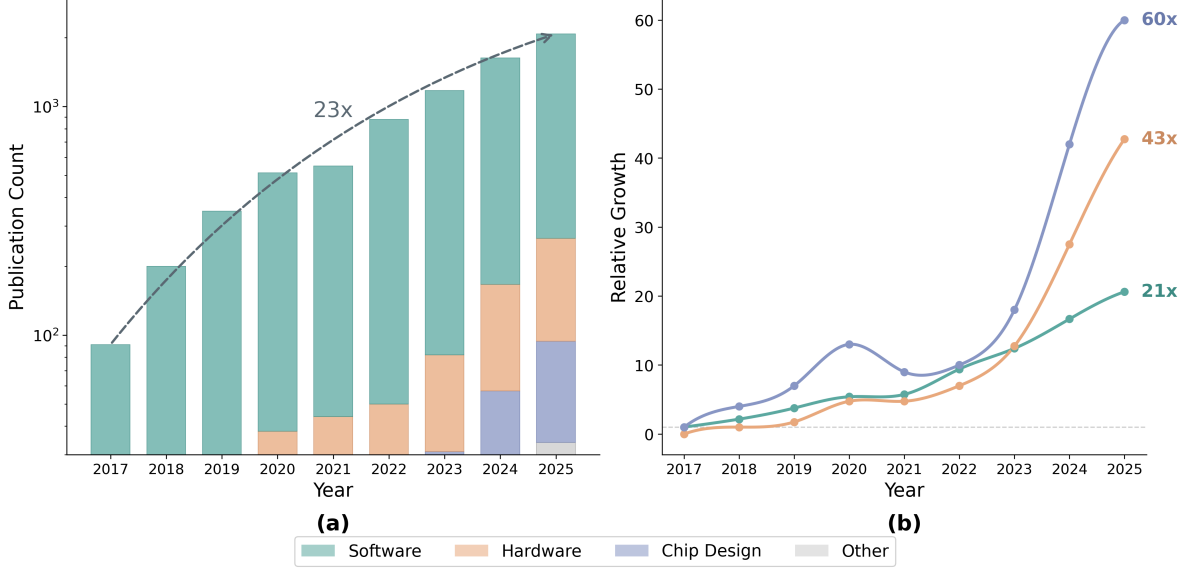 Publication Count
10³
10²
23x
2017 2018 2019 2020 2021 2022 2023 2024 2025
Year
(a)
Relative Growth
60
50
40
30
20
10
0
60x
43x
21x
2017 2018 2019 2020 2021 2022 2023 2024 2025
Year
(b)
Software Hardware Chip Design Other